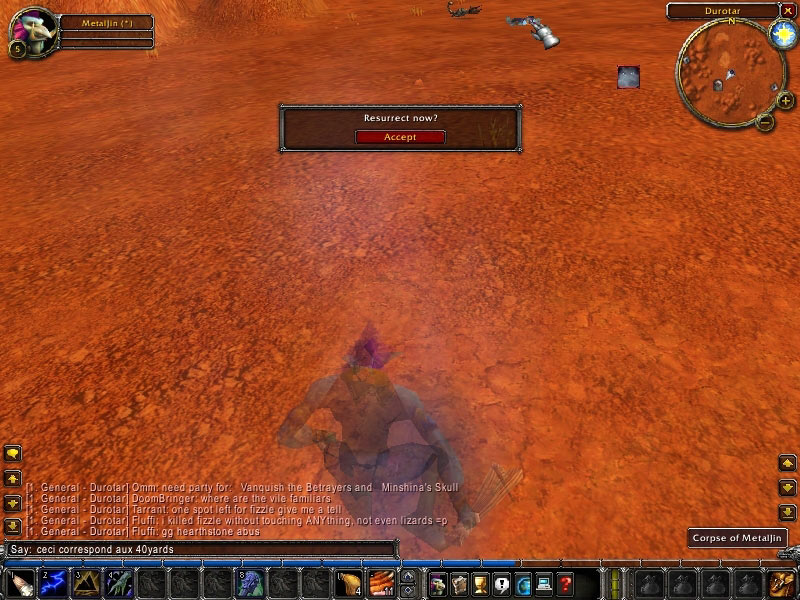 MetalJin (*)
5
Durotar
N
Resurrect now?
Accept
[1. General - Durotar] Omm: need party for: Vanquish the Betrayers and Minshina's Skull
[1. General - Durotar] DoomBringer: where are the vile familiars
[1. General - Durotar] Tarrant: one spot left for fizzle give me a tell
[1. General - Durotar] Fluffi: i killed fizzle without touching ANYthing, not even lizards =p
[1. General - Durotar] Fluffi: gg hearthstone abus
Corpse of MetalJin
Say: ceci correspond aux 40yards
1 2 3 4 8 4